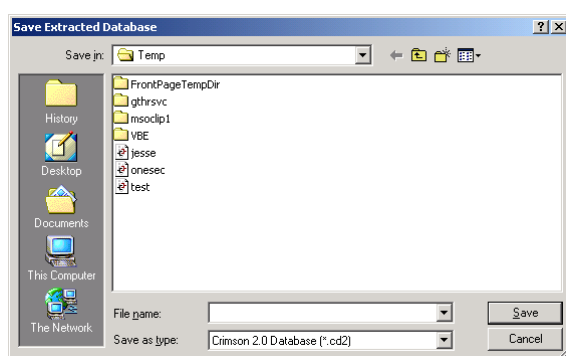 Save Extracted Database
Save in: Temp
History
Desktop
Documents
This Computer
The Network
FrontPageTempDir
gthrsvc
msoclip1
VBE
jesse
onesec
test
File name:
Save
Save as type: Crimson 2.0 Database (*.cd2)
Cancel